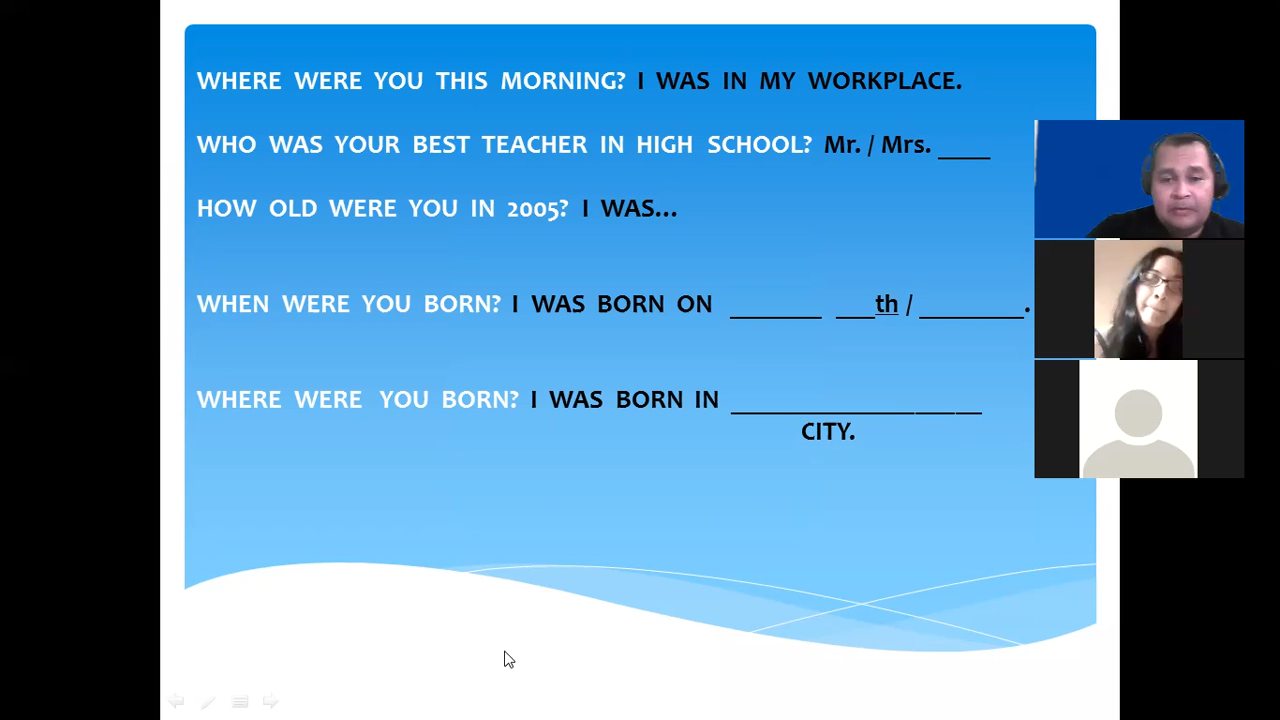 WHERE WERE YOU THIS MORNING? I WAS IN MY WORKPLACE.
WHO WAS YOUR BEST TEACHER IN HIGH SCHOOL? Mr. / Mrs. ____
HOW OLD WERE YOU IN 2005? I WAS...
WHEN WERE YOU BORN? I WAS BORN ON _______ ___th / ________.
WHERE WERE YOU BORN? I WAS BORN IN ___________________
CITY.